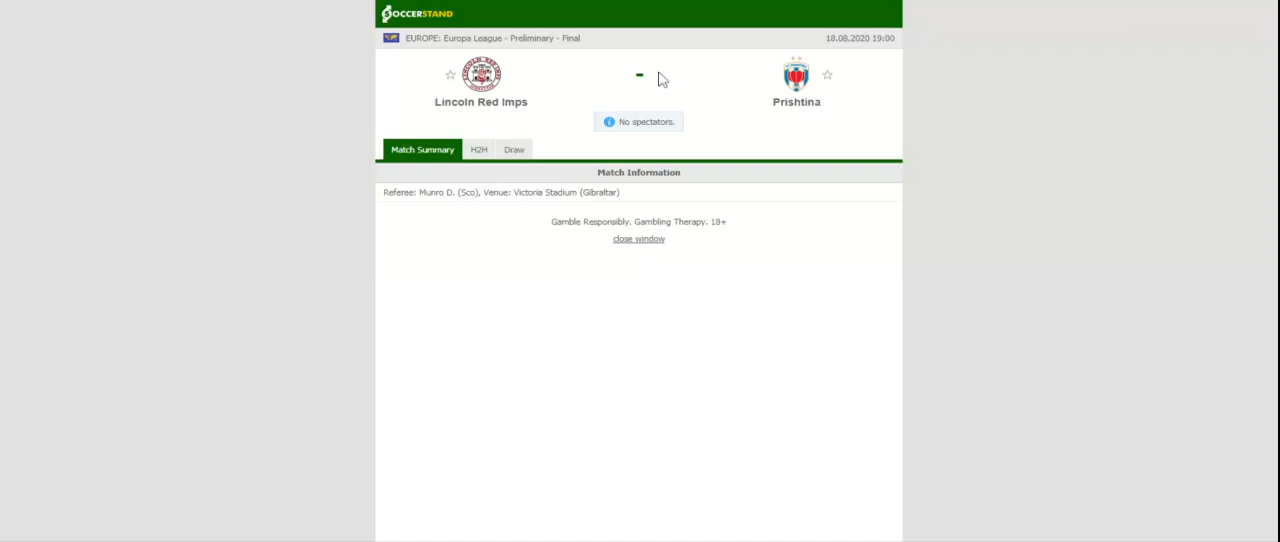 SOCCERSTAND
EUROPE: Europa League - Preliminary - Final 18.08.2020 19:00
-
Lincoln Red Imps Prishtina
No spectators.
Match Summary H2H Draw
Match Information
Referee: Munro D. (Sco), Venue: Victoria Stadium (Gibraltar)
Gamble Responsibly. Gambling Therapy. 18+
close window